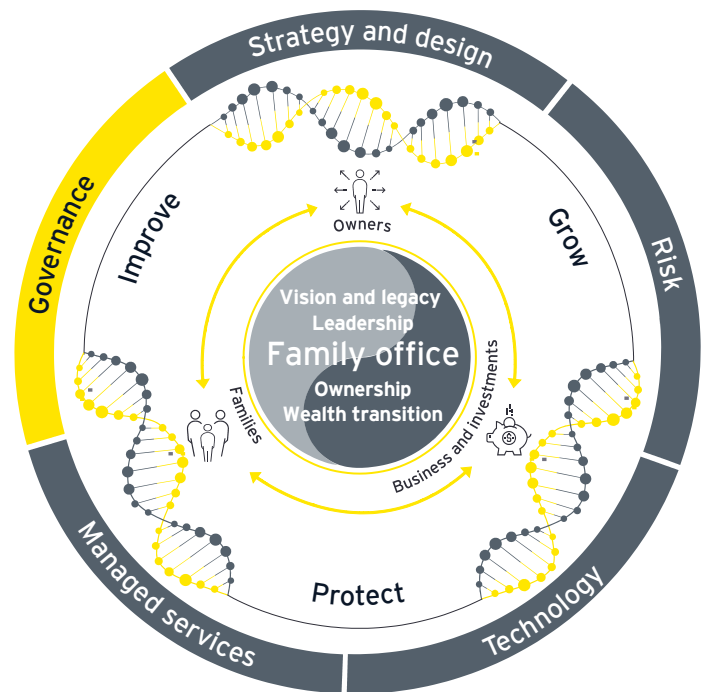 Strategy and design
Governance
Risk
Improve
Grow
Owners
Vision and legacy
Leadership
Family office
Ownership
Wealth transition
Families
Business and investments
Protect
Managed services
Technology